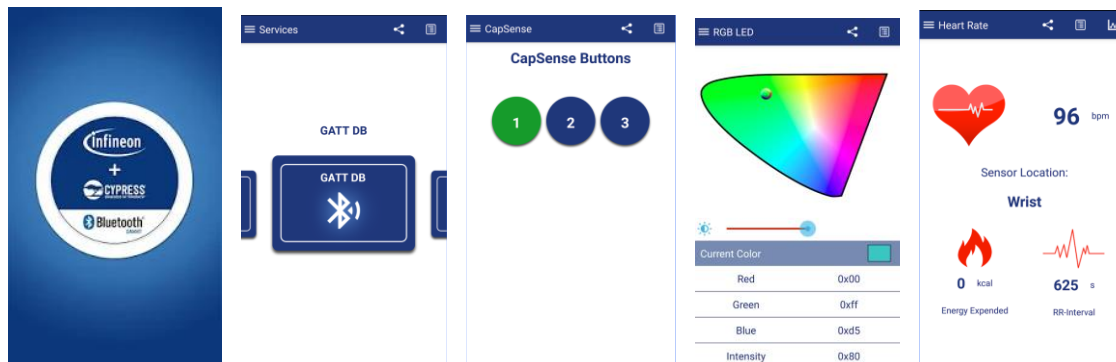 infineon
+
CYPRESS
Bluetooth
SMART
Services
GATT DB
GATT DB
CapSense
CapSense Buttons
1 2 3
RGB LED
Current Color
Red 0x00
Green 0xff
Blue 0xd5
Intensity 0x80
Heart Rate
96 bpm
Sensor Location:
Wrist
0 kcal 625 s
Energy Expended RR-Interval